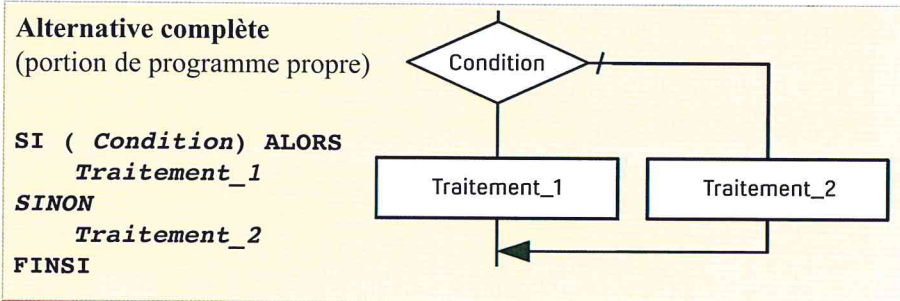 Alternative complète
(portion de programme propre)
SI ( Condition) ALORS
Traitement_1
SINON
Traitement_2
FINSI
Condition
Traitement_1
Traitement_2